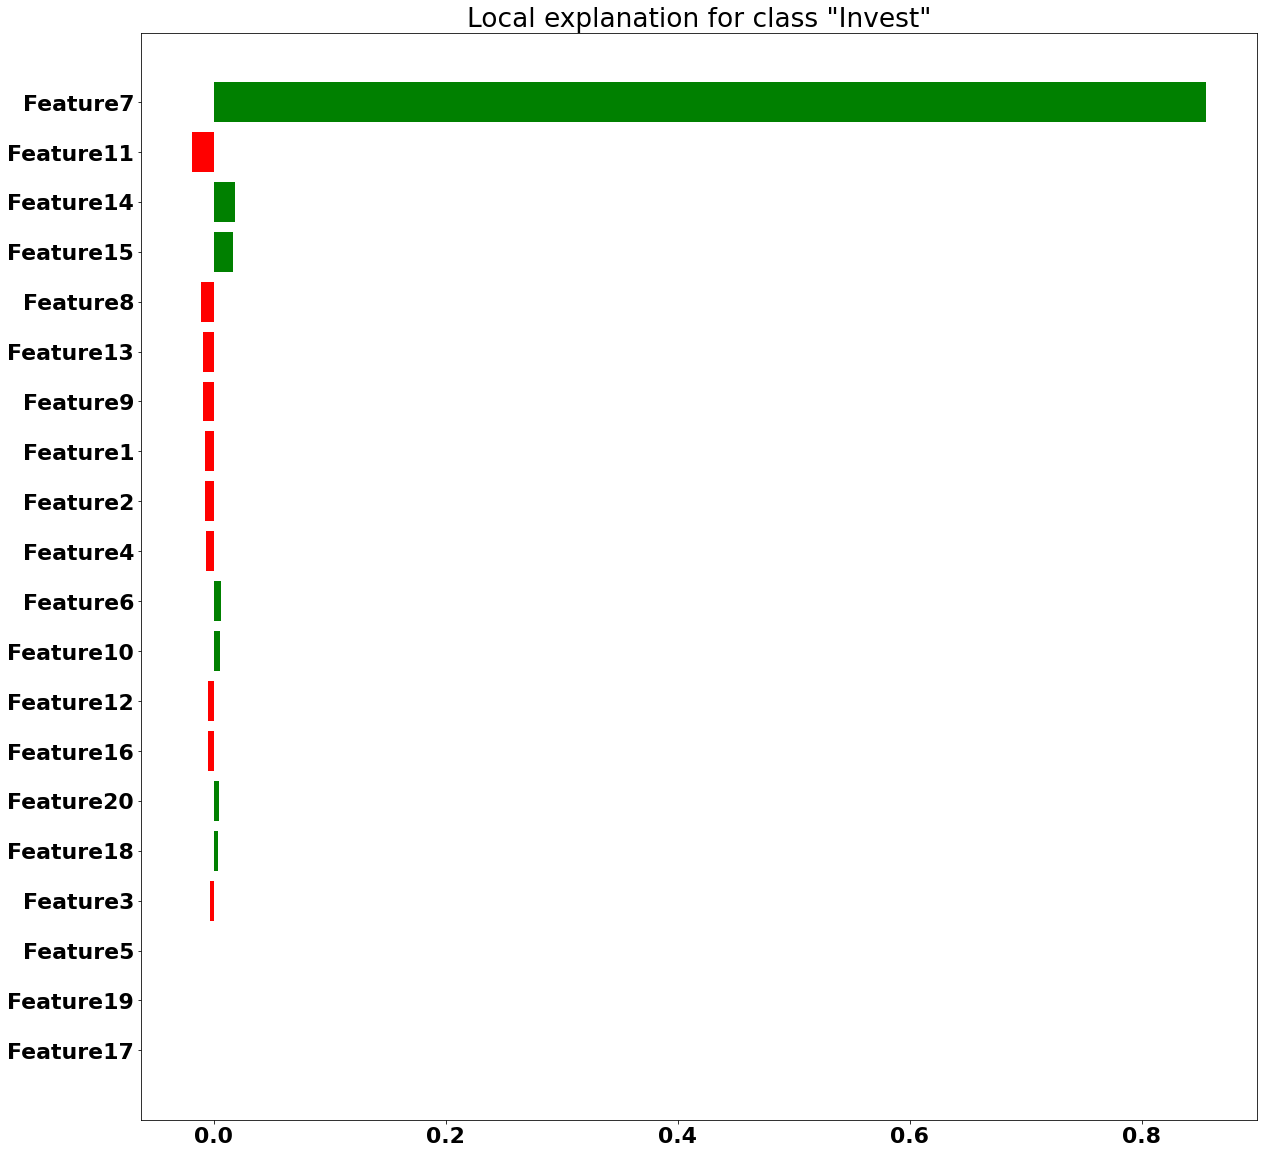 Local explanation for class "Invest"
Feature7
Feature11
Feature14
Feature15
Feature8
Feature13
Feature9
Feature1
Feature2
Feature4
Feature6
Feature10
Feature12
Feature16
Feature20
Feature18
Feature3
Feature5
Feature19
Feature17
0.0 0.2 0.4 0.6 0.8